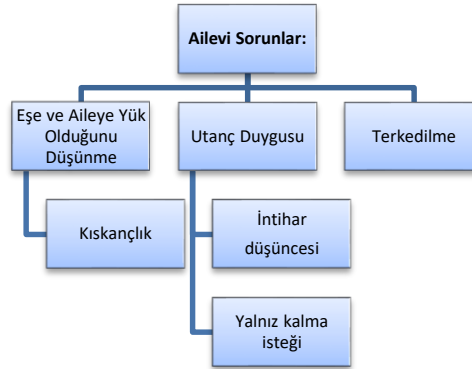 Ailevi Sorunlar:
Eşe ve Aileye Yük
Olduğunu
Düşünme
Utanç Duygusu
Terkedilme
Kıskançlık
İntihar
düşüncesi
Yalnız kalma
isteği